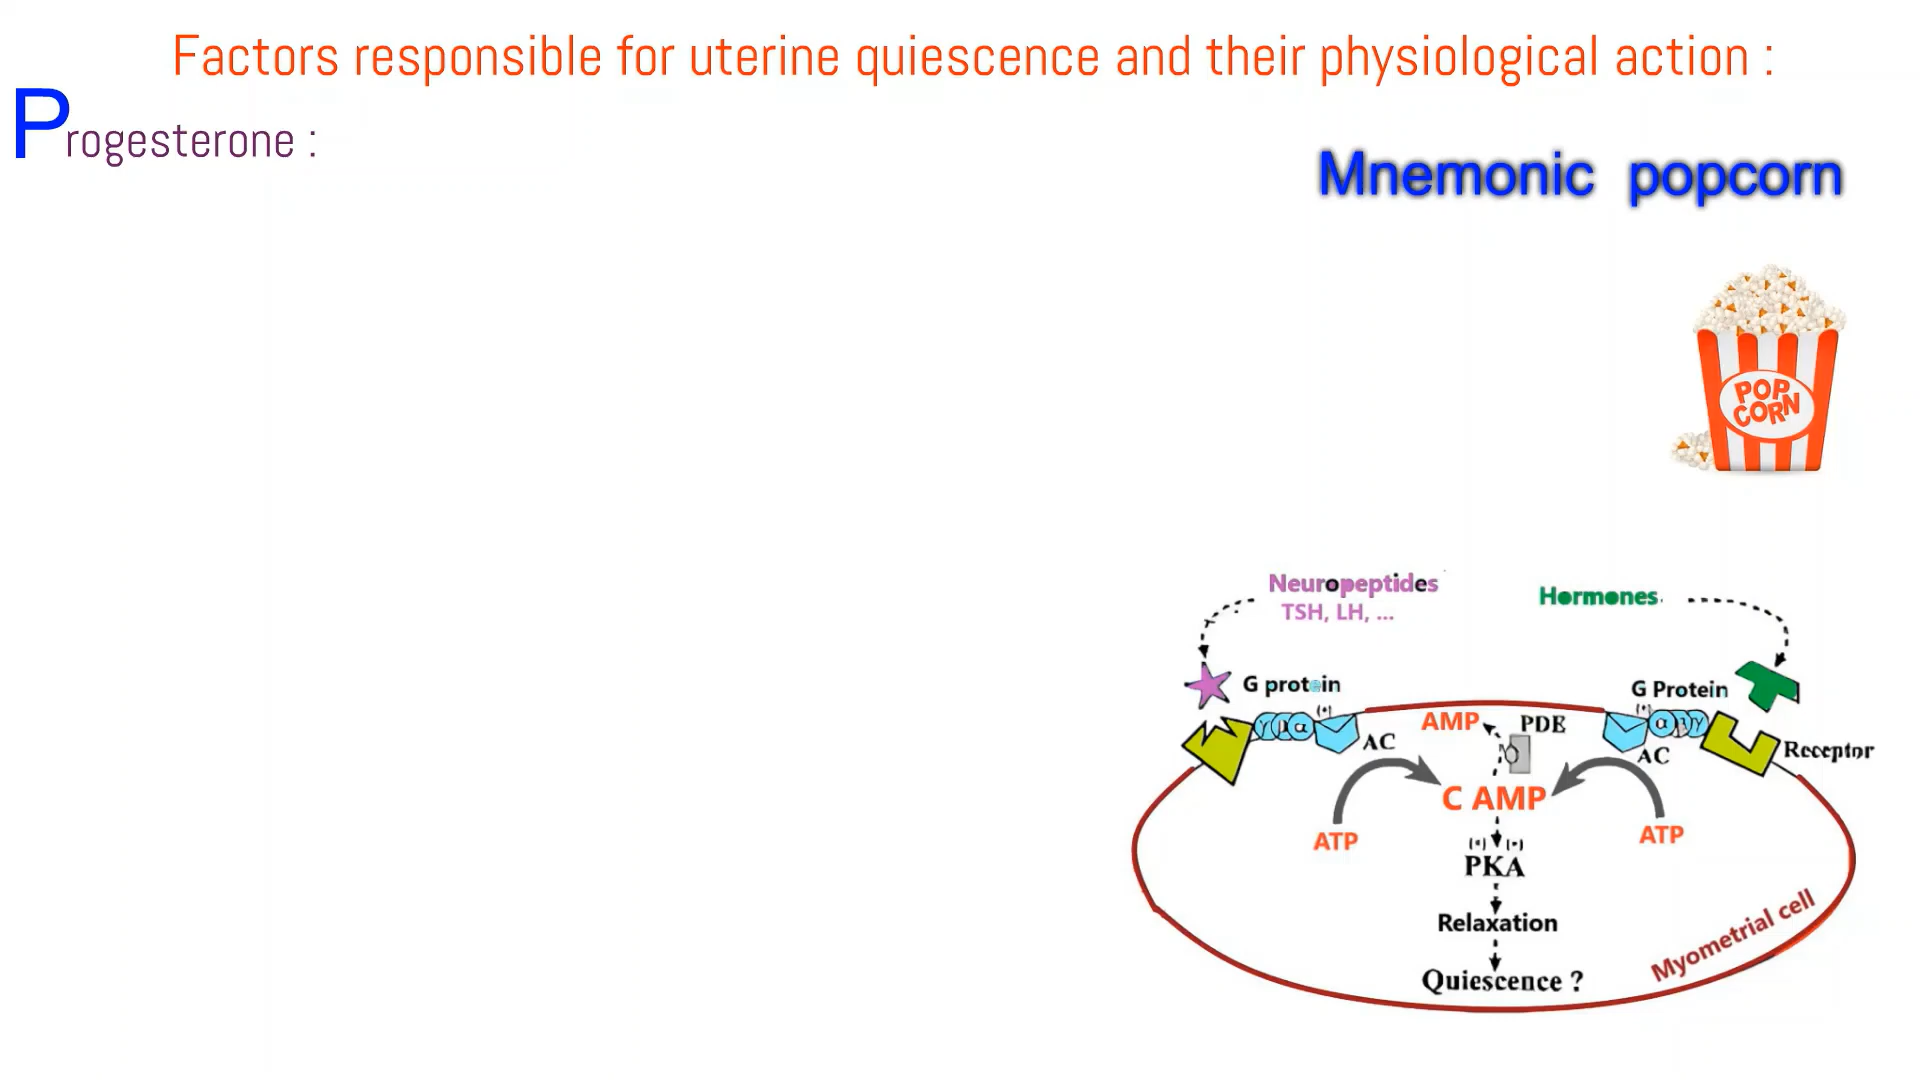 Factors responsible for uterine quiescence and their physiological action :
Progesterone :
Mnemonic popcorn
POP
CORN
Neuropeptides
TSH, LH, ...
Hormones
G protein
G Protein
AMP
PDE
AC
AC
Receptor
γ β α
α β γ
C AMP
ATP
ATP
PKA
Relaxation
Quiescence ?
Myometrial cell